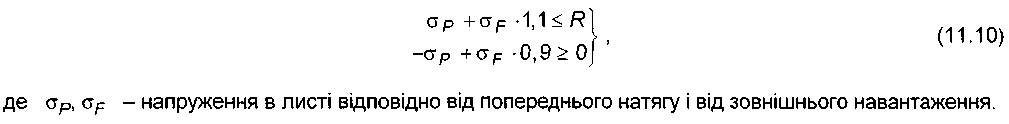 σP + σF ·1,1 ≤ R
−σP + σF ·0,9 ≥ 0 } , (11.10)
де σP, σF – напруження в листі відповідно від попереднього натягу і від зовнішнього навантаження.